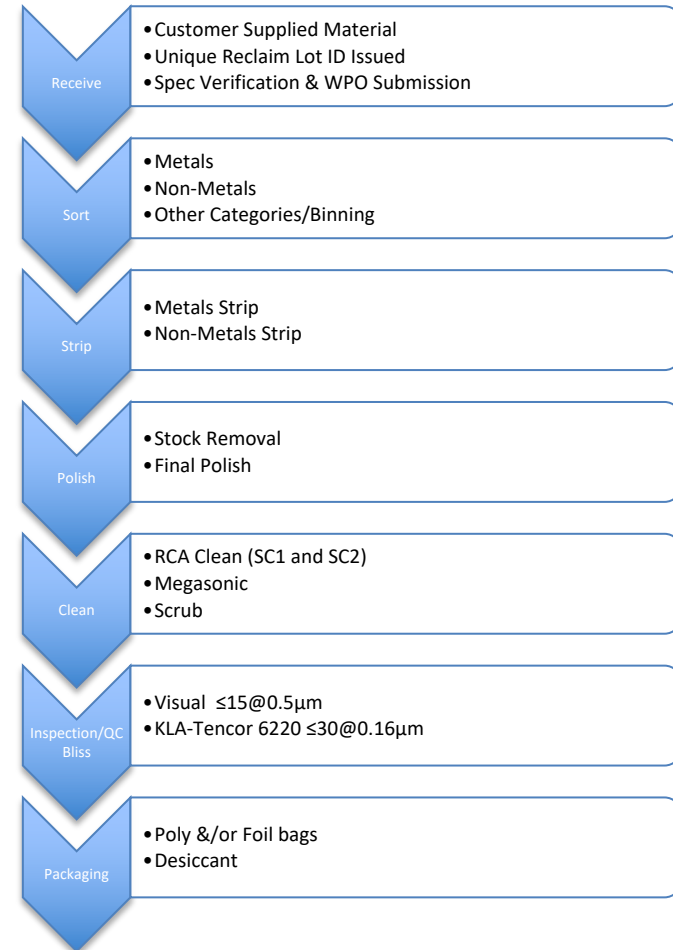 Receive
•Customer Supplied Material
•Unique Reclaim Lot ID Issued
•Spec Verification & WPO Submission
Sort
•Metals
•Non-Metals
•Other Categories/Binning
Strip
•Metals Strip
•Non-Metals Strip
Polish
•Stock Removal
•Final Polish
Clean
•RCA Clean (SC1 and SC2)
•Megasonic
•Scrub
Inspection/QC
Bliss
•Visual ≤15@0.5µm
•KLA-Tencor 6220 ≤30@0.16µm
Packaging
•Poly &/or Foil bags
•Desiccant